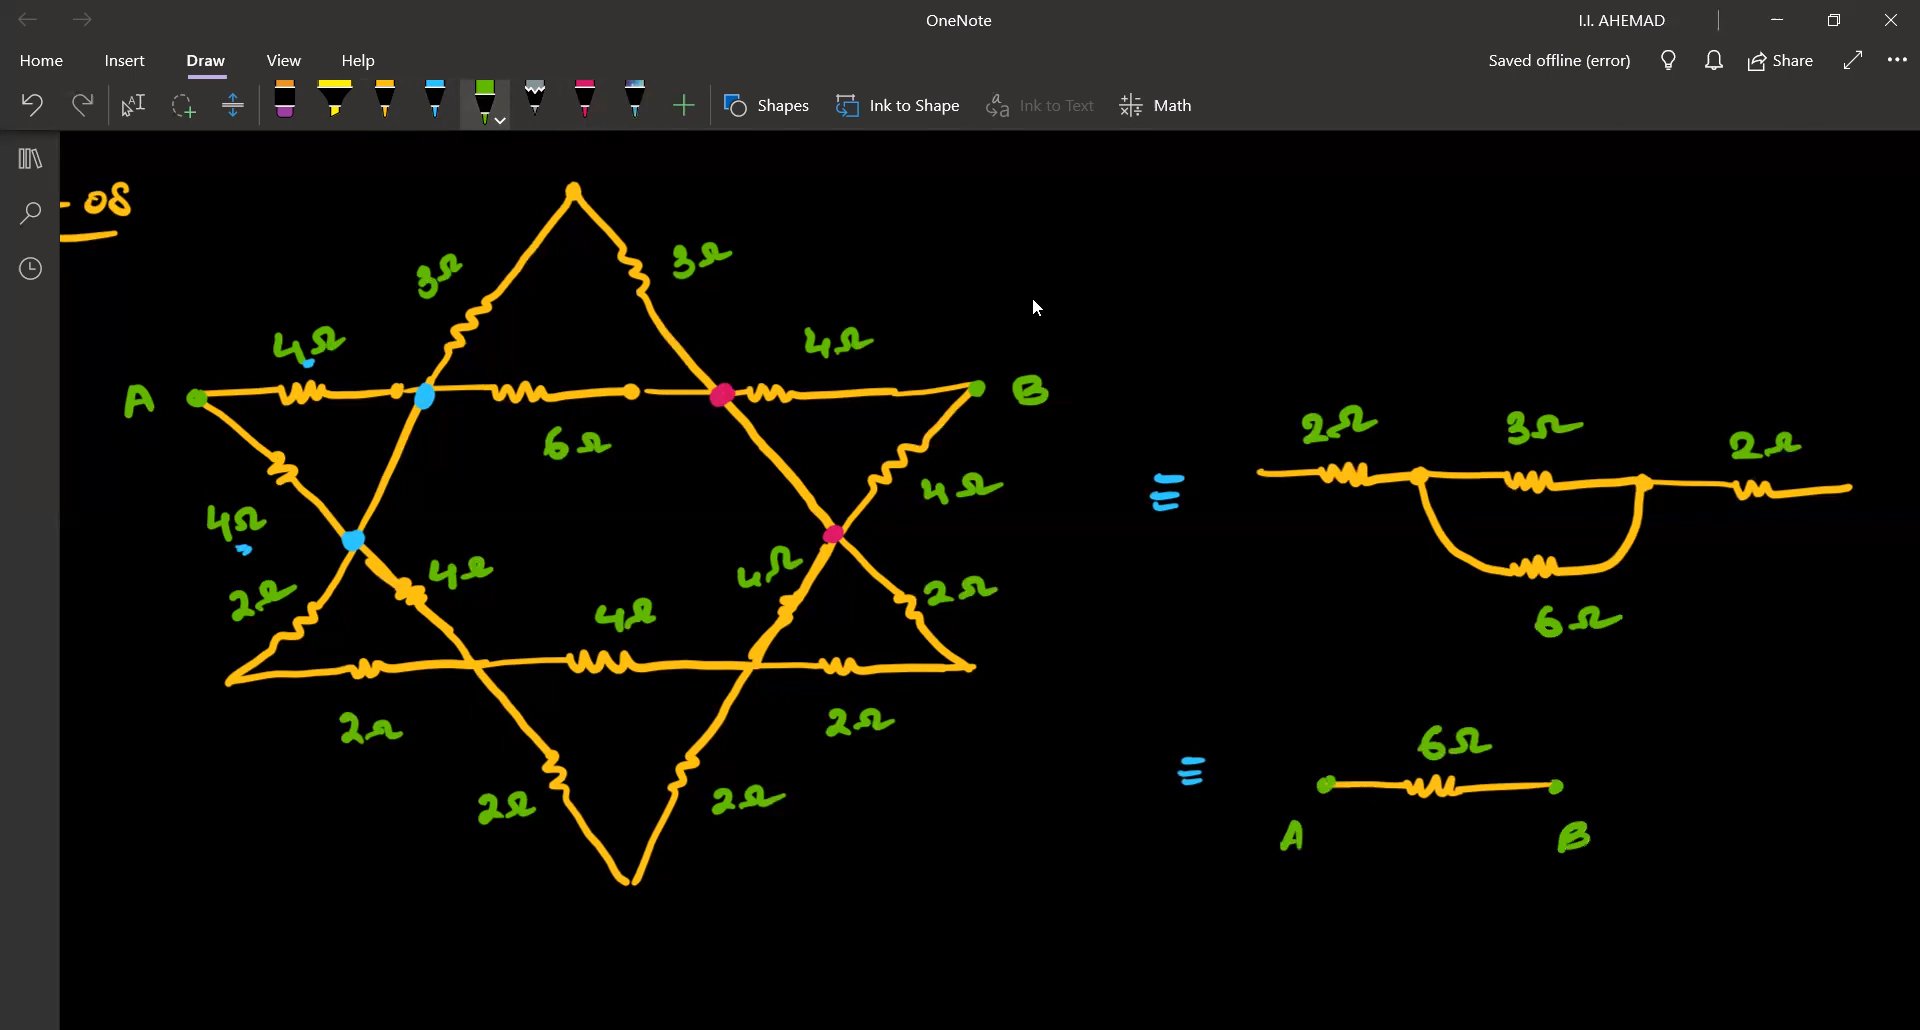 OneNote
I.I. AHEMAD
Home Insert Draw View Help
Saved offline (error) Share
Shapes Ink to Shape Ink to Text Math
- 08
3Ω 3Ω
4Ω 4Ω
A B
6Ω
4Ω
4Ω
2Ω
4Ω
4Ω
4Ω
2Ω
2Ω
2Ω
2Ω
2Ω
≡
2Ω 3Ω 2Ω
6Ω
≡
6Ω
A B